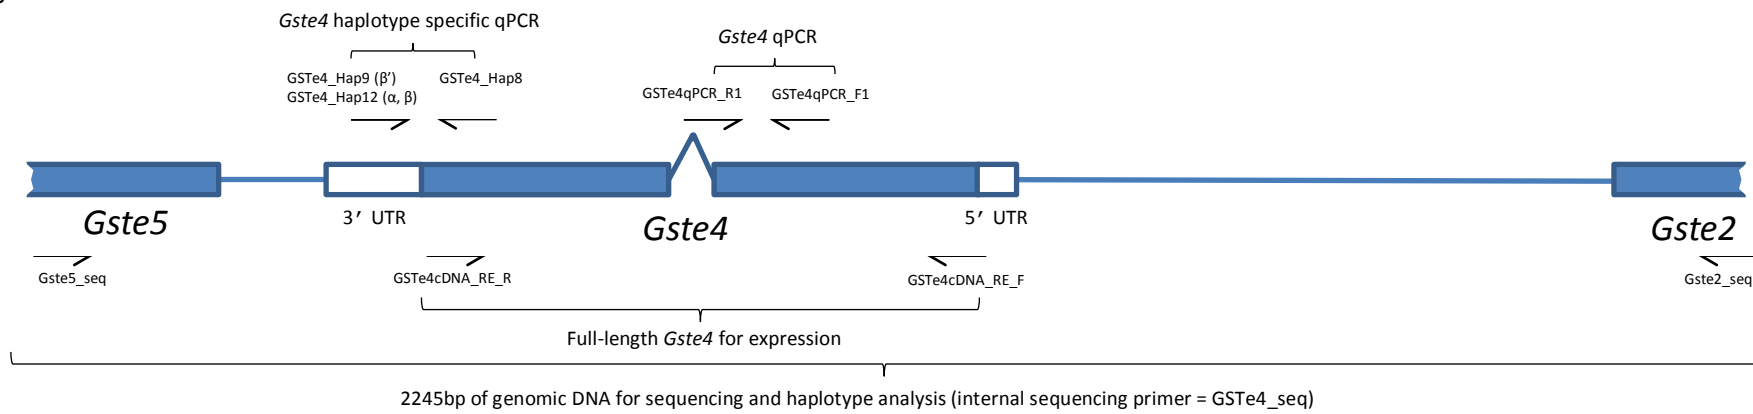 Gste4 haplotype specific qPCR
Gste4 qPCR
GSTe4_Hap9 (β’)
GSTe4_Hap12 (α, β)
GSTe4_Hap8
GSTe4qPCR_R1
GSTe4qPCR_F1
Gste5
3’ UTR
Gste4
5’ UTR
Gste2
Gste5_seq
GSTe4cDNA_RE_R
GSTe4cDNA_RE_F
Gste2_seq
Full-length Gste4 for expression
2245bp of genomic DNA for sequencing and haplotype analysis (internal sequencing primer = GSTe4_seq)